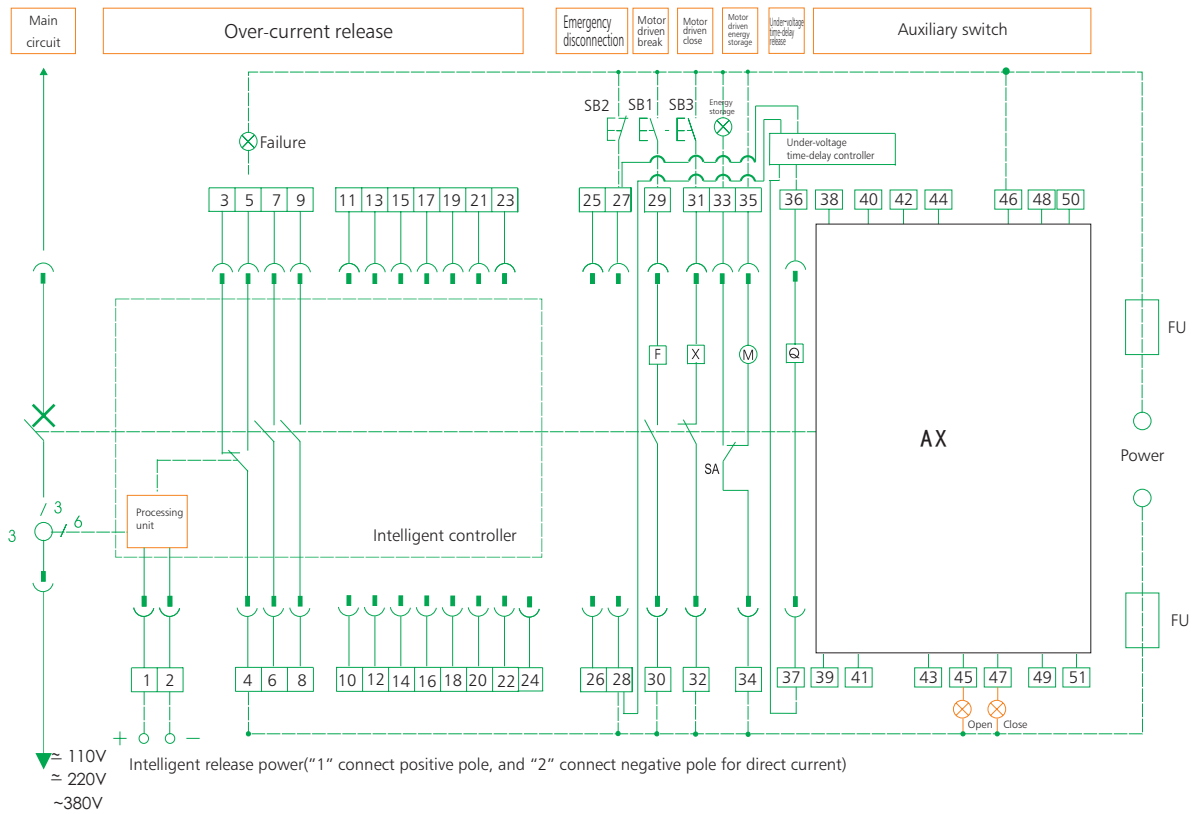 Main
circuit
Over-current release
Emergency
disconnection
Motor
driven
break
Motor
driven
close
Motor
driven
energy
storage
Under-voltage
time-delay
release
Auxiliary switch
SB2 SB1 SB3
Energy
storage
Failure
Under-voltage
time-delay controller
3 5 7 9 11 13 15 17 19 21 23 25 27 29 31 33 35 36 38 40 42 44 46 48 50
FU
F X M Q
AX
Power
SA
3
6
3
Processing
unit
Intelligent controller
FU
1 2 4 6 8 10 12 14 16 18 20 22 24 26 28 30 32 34 37 39 41 43 45 47 49 51
Open Close
+ −
≃ 110V
Intelligent release power(“1” connect positive pole, and “2” connect negative pole for direct current)
≃ 220V
~380V